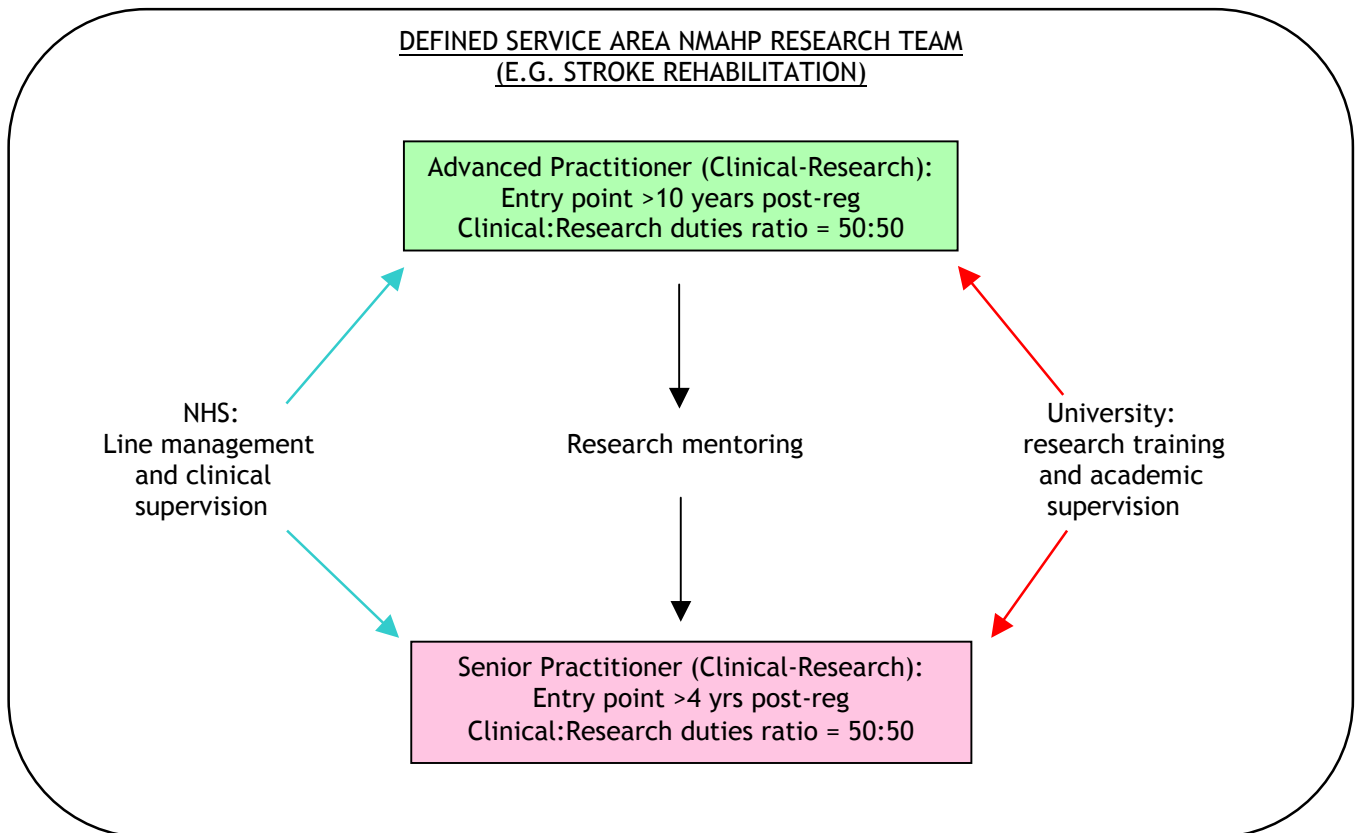 DEFINED SERVICE AREA NMAHP RESEARCH TEAM
(E.G. STROKE REHABILITATION)
Advanced Practitioner (Clinical-Research):
Entry point >10 years post-reg
Clinical:Research duties ratio = 50:50
NHS:
Line management
and clinical
supervision
Research mentoring
University:
research training
and academic
supervision
Senior Practitioner (Clinical-Research):
Entry point >4 yrs post-reg
Clinical:Research duties ratio = 50:50